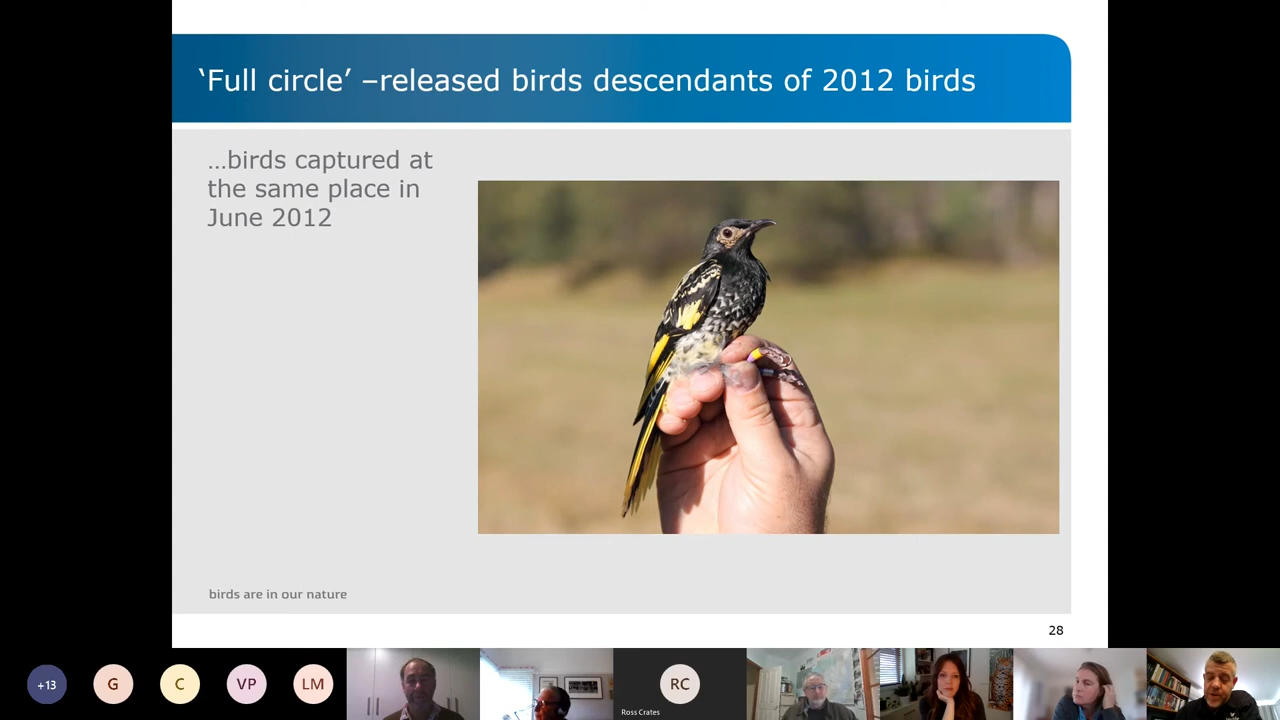 ‘Full circle’ –released birds descendants of 2012 birds
…birds captured at
the same place in
June 2012
birds are in our nature
28
+13
G
C
VP
LM
RC
Ross Crates